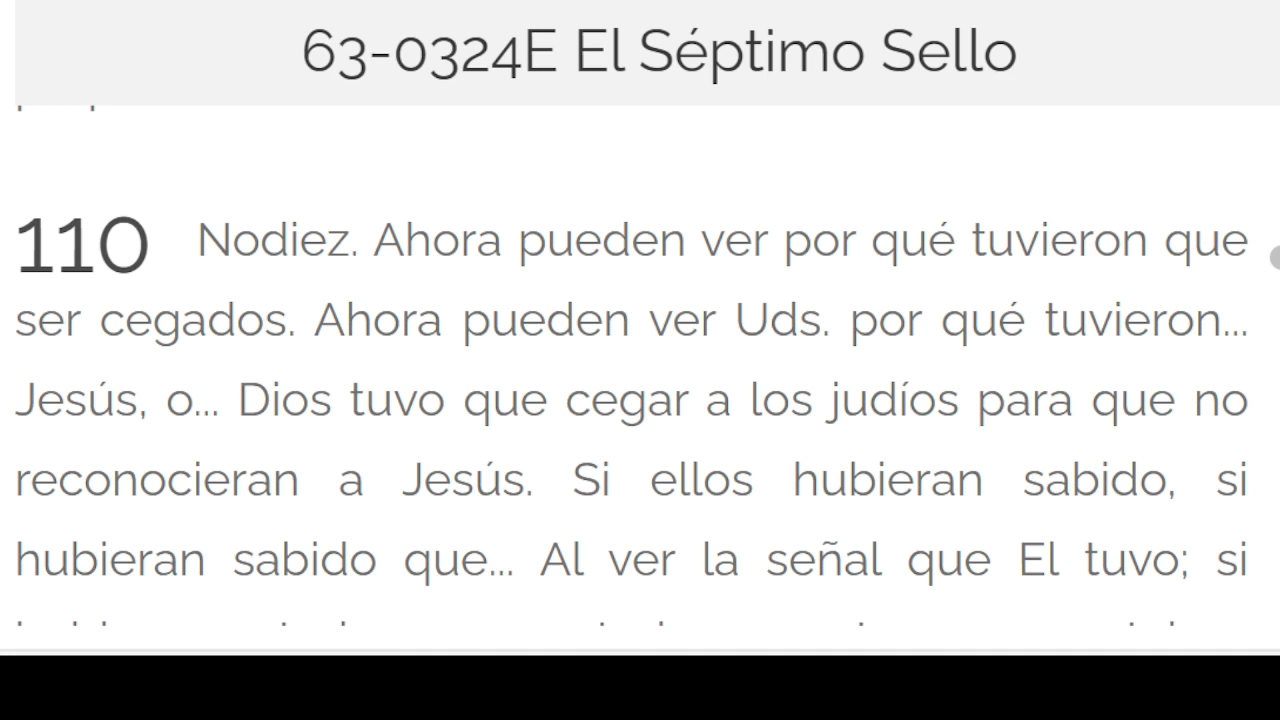 63-0324E El Séptimo Sello
110 Nodiez. Ahora pueden ver por qué tuvieron que
ser cegados. Ahora pueden ver Uds. por qué tuvieron...
Jesús, o... Dios tuvo que cegar a los judíos para que no
reconocieran a Jesús. Si ellos hubieran sabido, si
hubieran sabido que... Al ver la señal que El tuvo; si